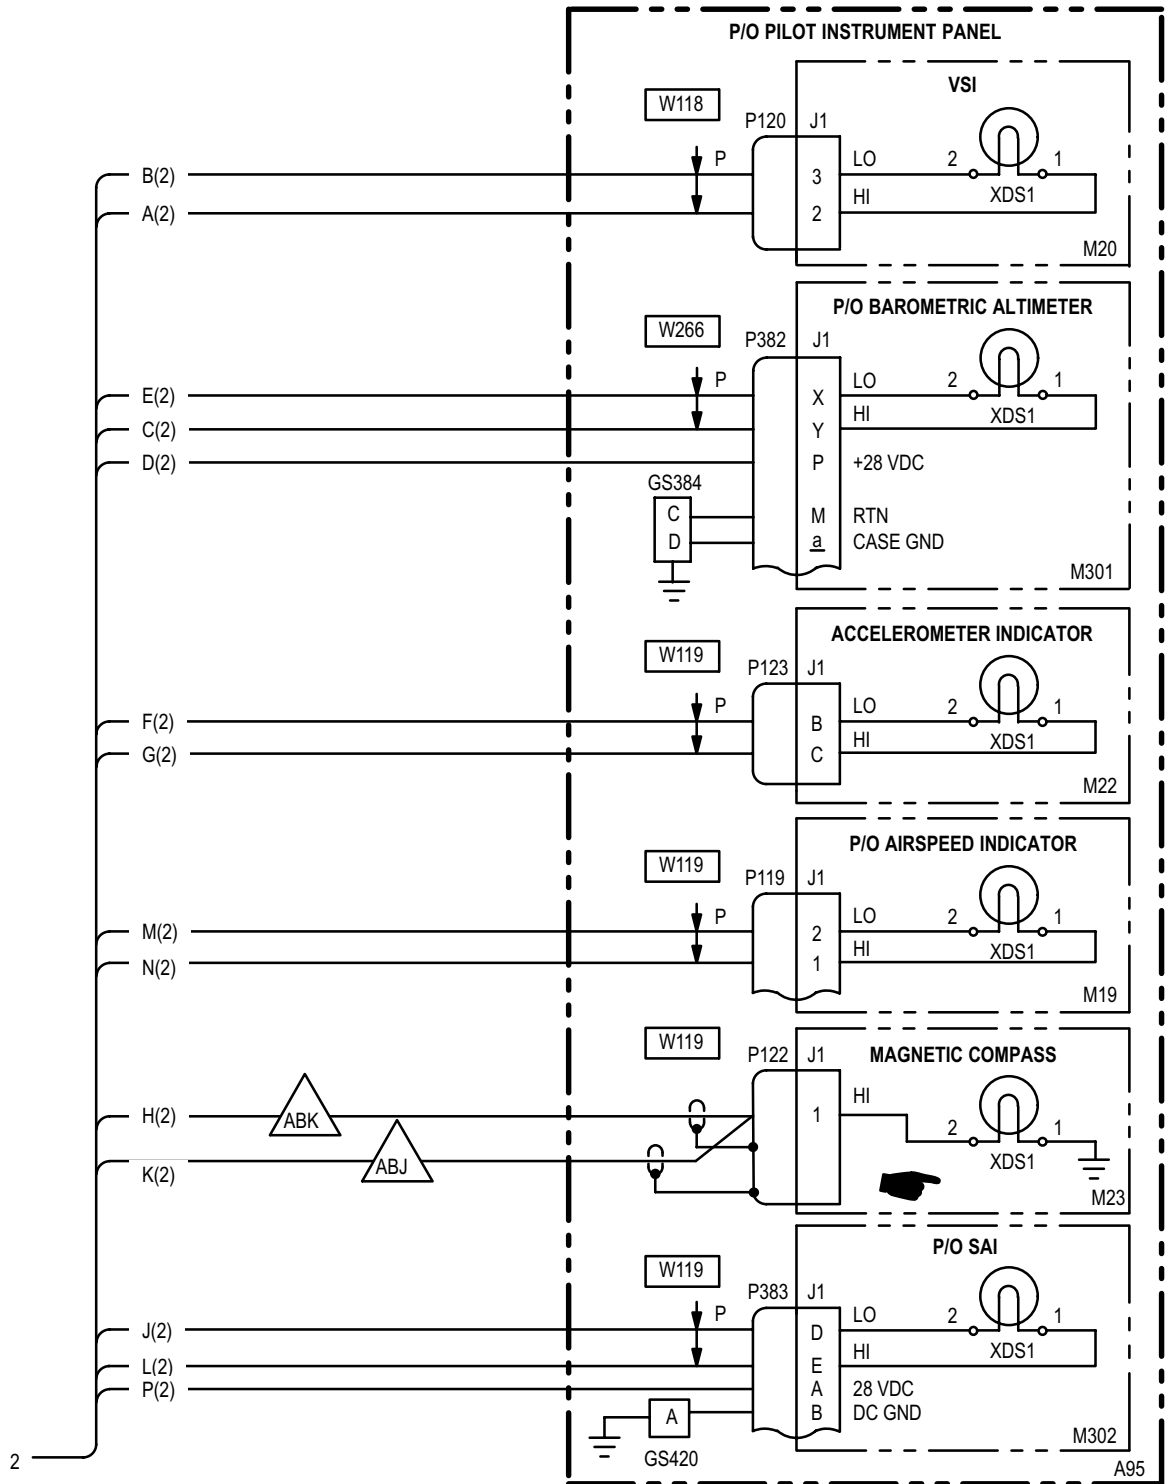 P/O PILOT INSTRUMENT PANEL
VSI
W118
P120 J1
P
B(2)
3 LO 2 1
XDS1
A(2)
2 HI
M20
P/O BAROMETRIC ALTIMETER
W266
P382 J1
P
E(2)
X LO 2 1
XDS1
C(2)
Y HI
D(2)
P +28 VDC
GS384
C
M RTN
D
a CASE GND
M301
ACCELEROMETER INDICATOR
W119
P123 J1
P
F(2)
B LO 2 1
XDS1
G(2)
C HI
M22
P/O AIRSPEED INDICATOR
W119
P119 J1
P
M(2)
2 LO 2 1
XDS1
N(2)
1 HI
M19
W119
P122 J1
MAGNETIC COMPASS
HI
H(2)
ABK
1
2 1
XDS1
K(2)
ABJ
M23
P/O SAI
W119
P383 J1
P
J(2)
D LO 2 1
XDS1
L(2)
E HI
P(2)
A 28 VDC
A
B DC GND
GS420
M302
2
A95